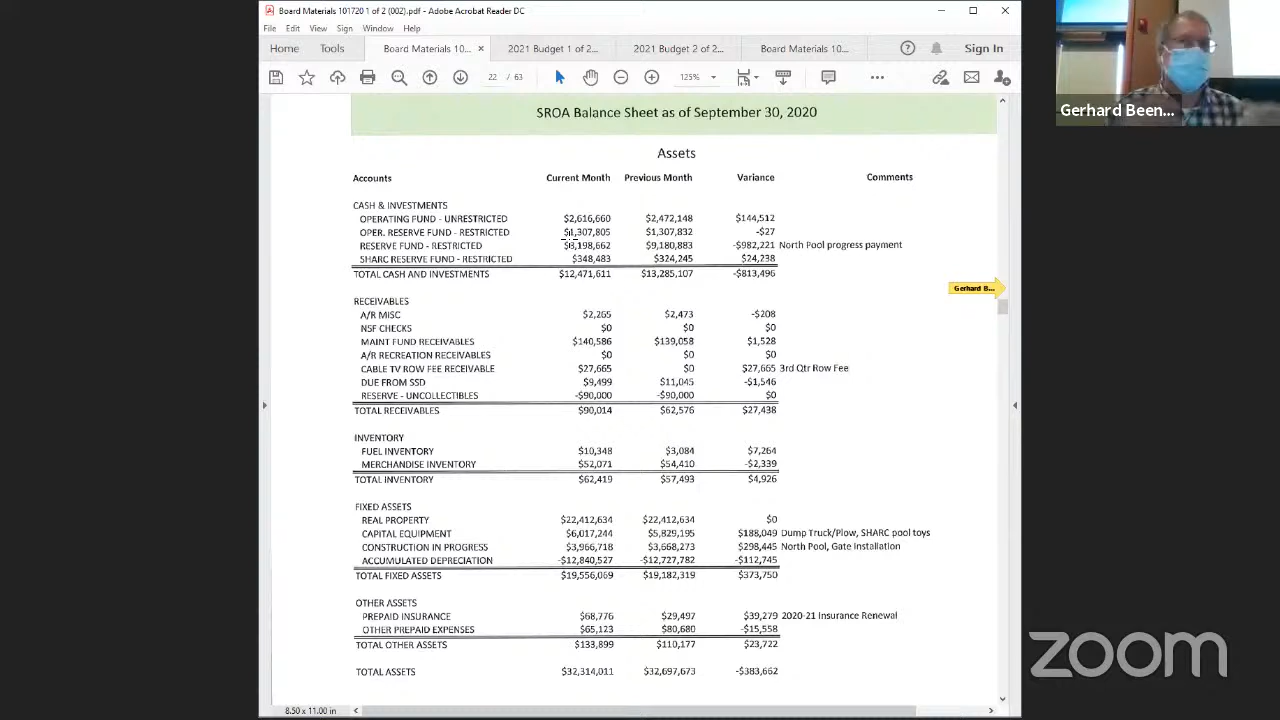 Board Materials 101720 1 of 2 (002).pdf - Adobe Acrobat Reader DC
File Edit View Sign Window Help
Home Tools Board Materials 10... × 2021 Budget 1 of 2... 2021 Budget 2 of 2... Board Materials 10... Sign In
22 / 63 125%
Gerhard Been...
SROA Balance Sheet as of September 30, 2020
Assets
Accounts Current Month Previous Month Variance Comments
CASH & INVESTMENTS
OPERATING FUND - UNRESTRICTED $2,616,660 $2,472,148 $144,512
OPER. RESERVE FUND - RESTRICTED $1,307,805 $1,307,832 -$27
RESERVE FUND - RESTRICTED $8,198,662 $9,180,883 -$982,221 North Pool progress payment
SHARC RESERVE FUND - RESTRICTED $348,483 $324,245 $24,238
TOTAL CASH AND INVESTMENTS $12,471,611 $13,285,107 -$813,496
Gerhard B...
RECEIVABLES
A/R MISC $2,265 $2,473 -$208
NSF CHECKS $0 $0 $0
MAINT FUND RECEIVABLES $140,586 $139,058 $1,528
A/R RECREATION RECEIVABLES $0 $0 $0
CABLE TV ROW FEE RECEIVABLE $27,665 $0 $27,665 3rd Qtr Row Fee
DUE FROM SSD $9,499 $11,045 -$1,546
RESERVE - UNCOLLECTIBLES -$90,000 -$90,000 $0
TOTAL RECEIVABLES $90,014 $62,576 $27,438
INVENTORY
FUEL INVENTORY $10,348 $3,084 $7,264
MERCHANDISE INVENTORY $52,071 $54,410 -$2,339
TOTAL INVENTORY $62,419 $57,493 $4,926
FIXED ASSETS
REAL PROPERTY $22,412,634 $22,412,634 $0
CAPITAL EQUIPMENT $6,017,244 $5,829,195 $188,049 Dump Truck/Plow, SHARC pool toys
CONSTRUCTION IN PROGRESS $3,966,718 $3,668,273 $298,445 North Pool, Gate Installation
ACCUMULATED DEPRECIATION -$12,840,527 -$12,727,782 -$112,745
TOTAL FIXED ASSETS $19,556,069 $19,182,319 $373,750
OTHER ASSETS
PREPAID INSURANCE $68,776 $29,497 $39,279 2020-21 Insurance Renewal
OTHER PREPAID EXPENSES $65,123 $80,680 -$15,558
TOTAL OTHER ASSETS $133,899 $110,177 $23,722
TOTAL ASSETS $32,314,011 $32,697,673 -$383,662
8.50 x 11.00 in
zoom